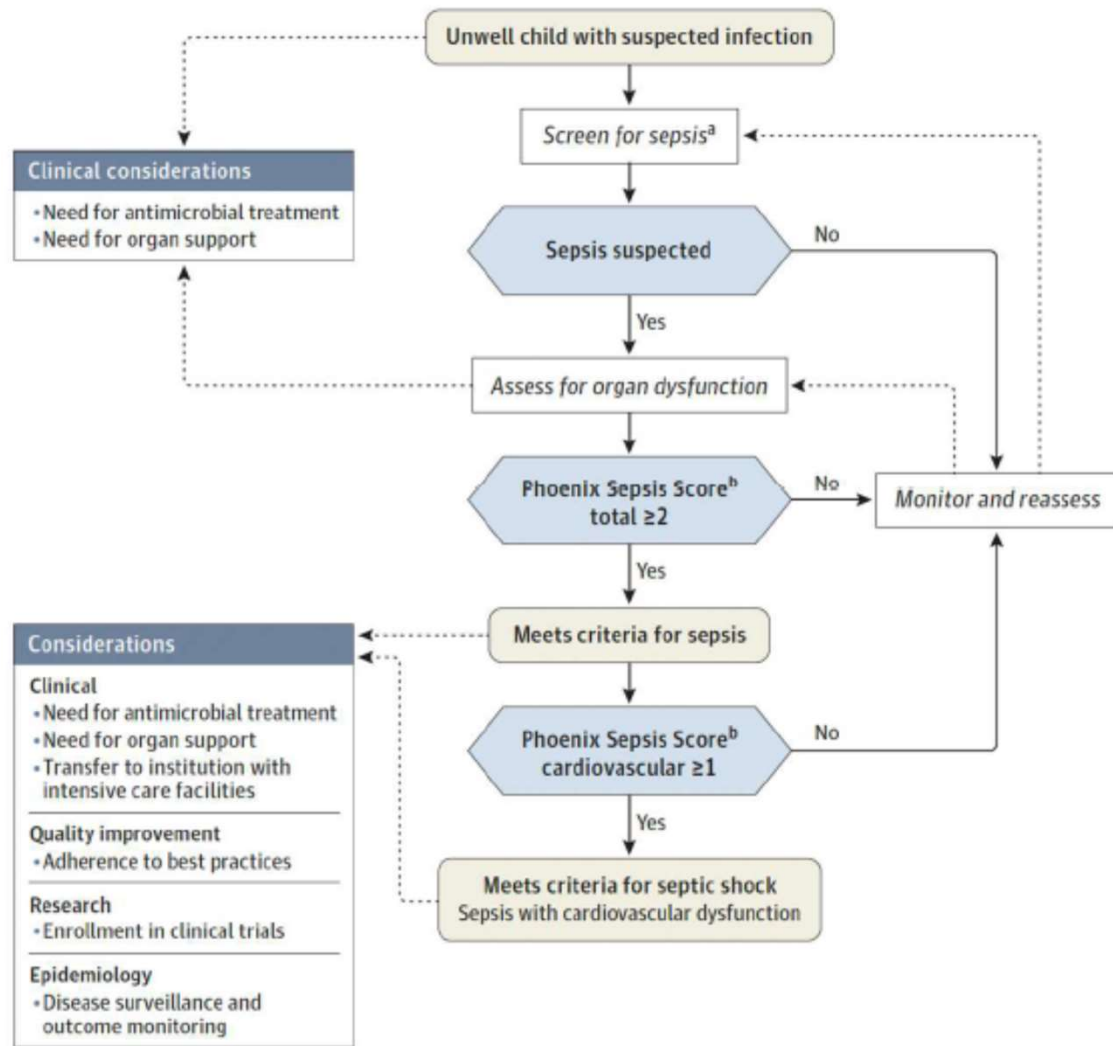 Unwell child with suspected infection
Screen for sepsisᵃ
Clinical considerations
•Need for antimicrobial treatment
•Need for organ support
Sepsis suspected
No
Yes
Assess for organ dysfunction
Phoenix Sepsis Scoreᵇ
total ≥2
No
Monitor and reassess
Yes
Meets criteria for sepsis
Considerations
Clinical
•Need for antimicrobial treatment
•Need for organ support
•Transfer to institution with
intensive care facilities
Quality improvement
•Adherence to best practices
Research
•Enrollment in clinical trials
Epidemiology
•Disease surveillance and
outcome monitoring
Phoenix Sepsis Scoreᵇ
cardiovascular ≥1
No
Yes
Meets criteria for septic shock
Sepsis with cardiovascular dysfunction